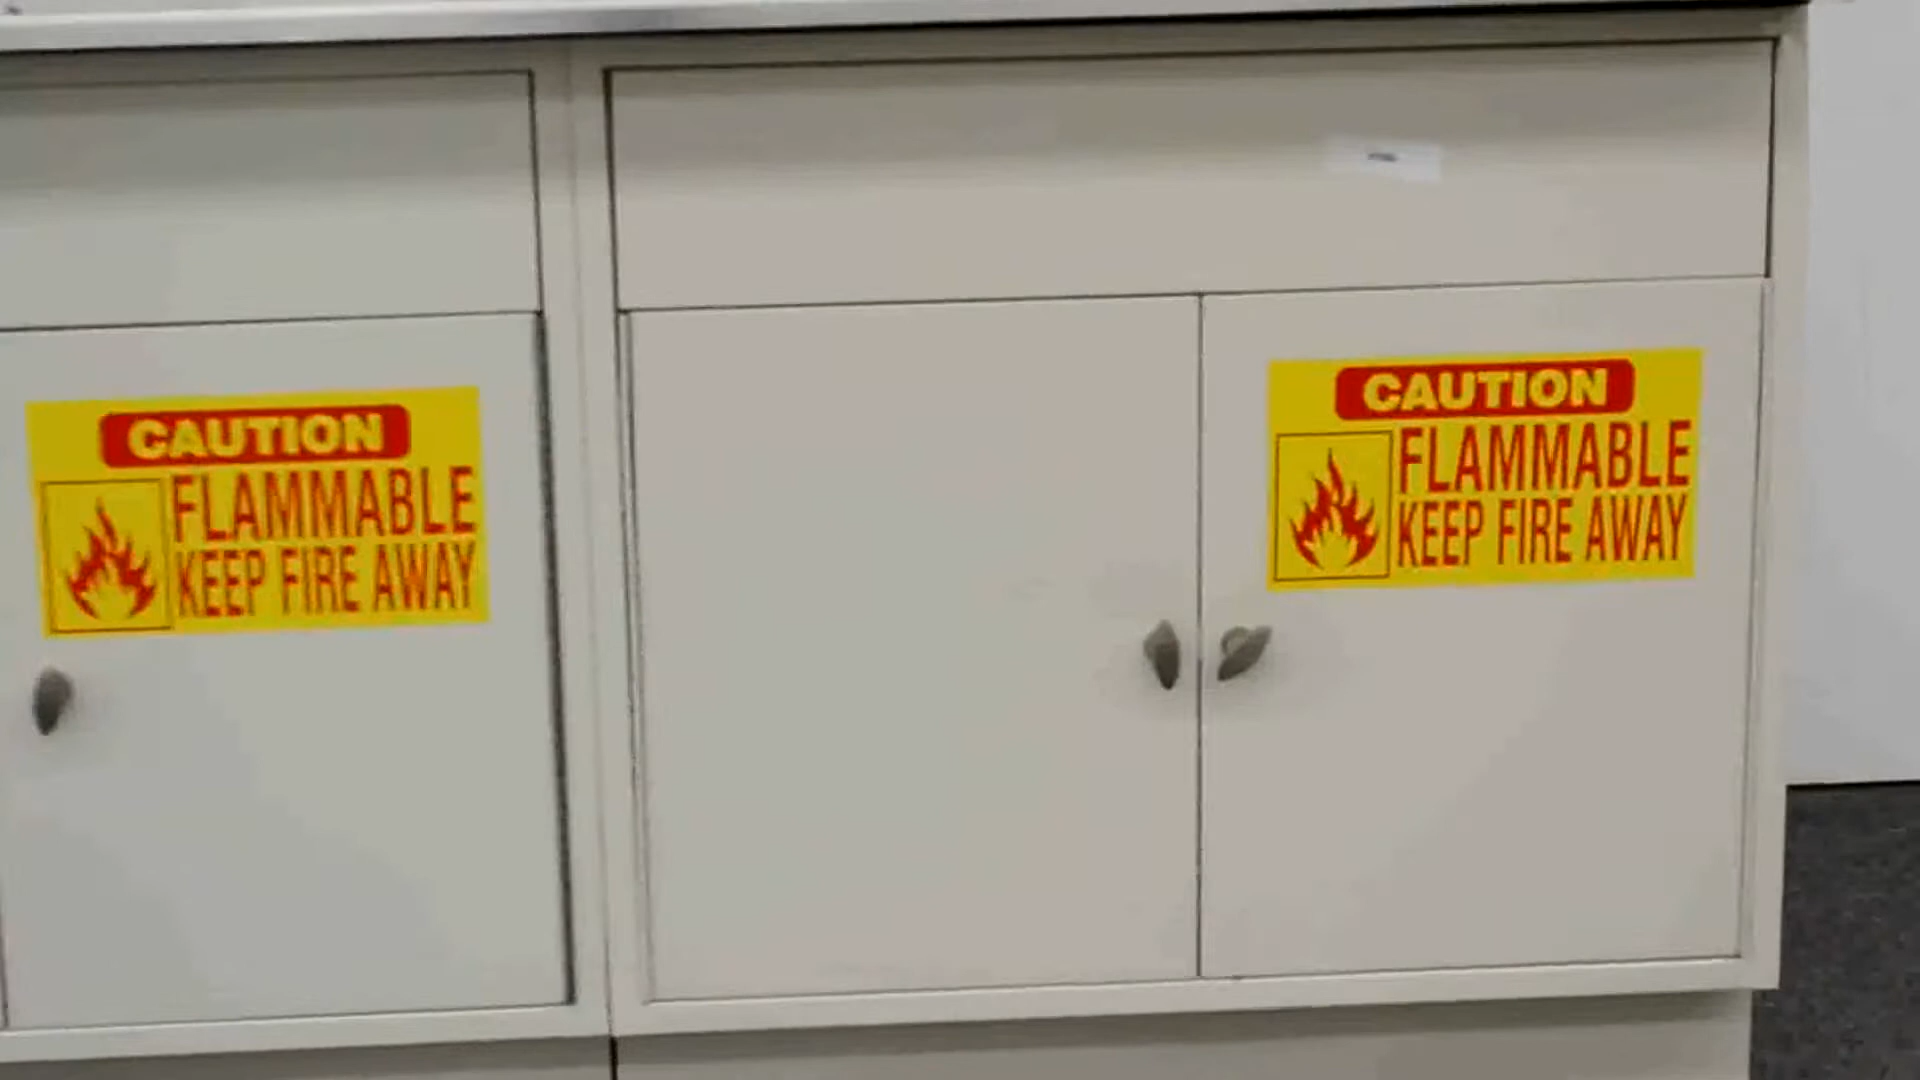 CAUTION
FLAMMABLE
KEEP FIRE AWAY
CAUTION
FLAMMABLE
KEEP FIRE AWAY